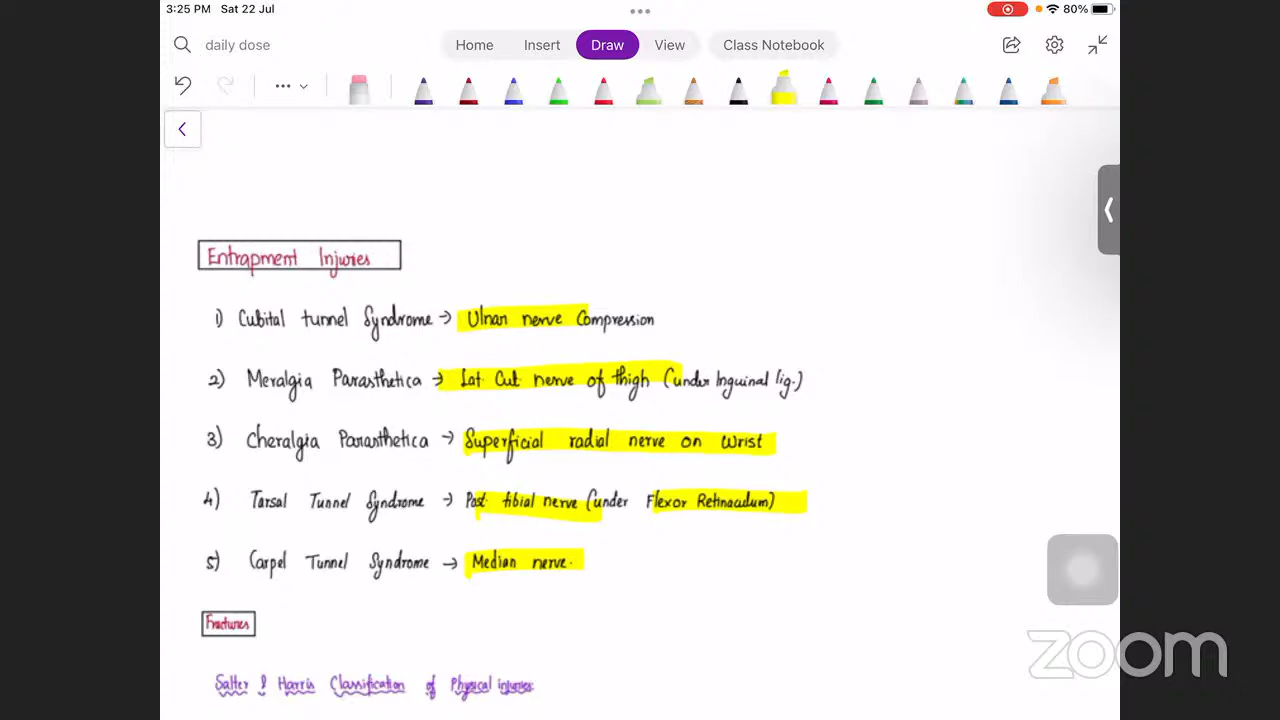 3:25 PM Sat 22 Jul
80%
daily dose
Home Insert Draw View Class Notebook
Entrapment Injuries
1) Cubital tunnel Syndrome → Ulnar nerve Compression
2) Meralgia Parasthetica → Lat. Cut. nerve of thigh (under Inguinal lig.)
3) Cheralgia Parasthetica → Superficial radial nerve on wrist
4) Tarsal Tunnel Syndrome → Post. tibial nerve (under Flexor Retinaculum)
5) Carpel Tunnel Syndrome → Median nerve.
Fractures
Salter & Harris Classification of Physical injuries:
zoom